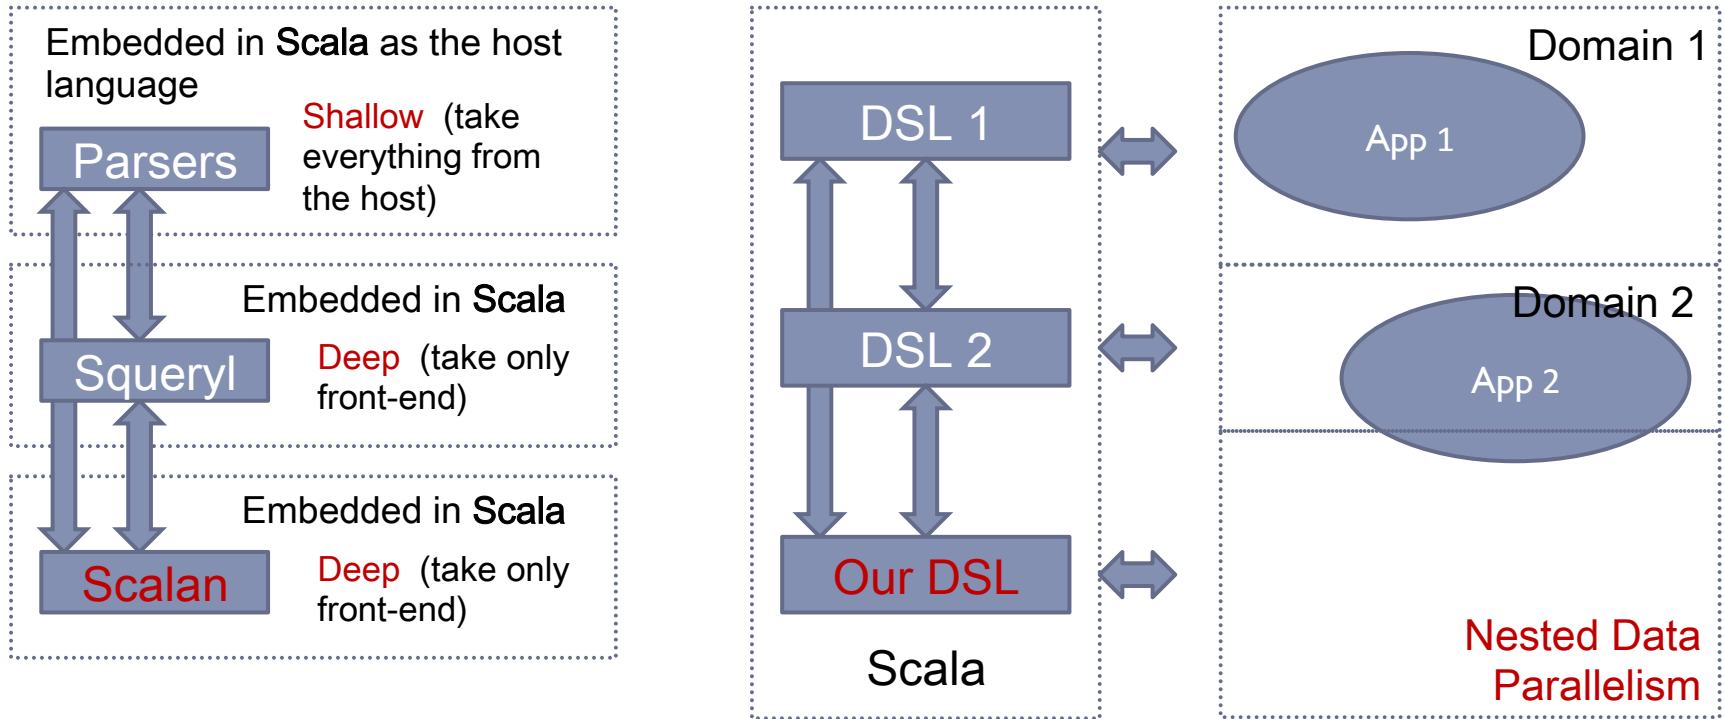 Embedded in Scala as the host
language
Shallow (take
everything from
the host)
Parsers
Embedded in Scala
Deep (take only
front-end)
Squeryl
Embedded in Scala
Deep (take only
front-end)
Scalan
DSL 1
DSL 2
Our DSL
Scala
Domain 1
App 1
Domain 2
App 2
Nested Data
Parallelism